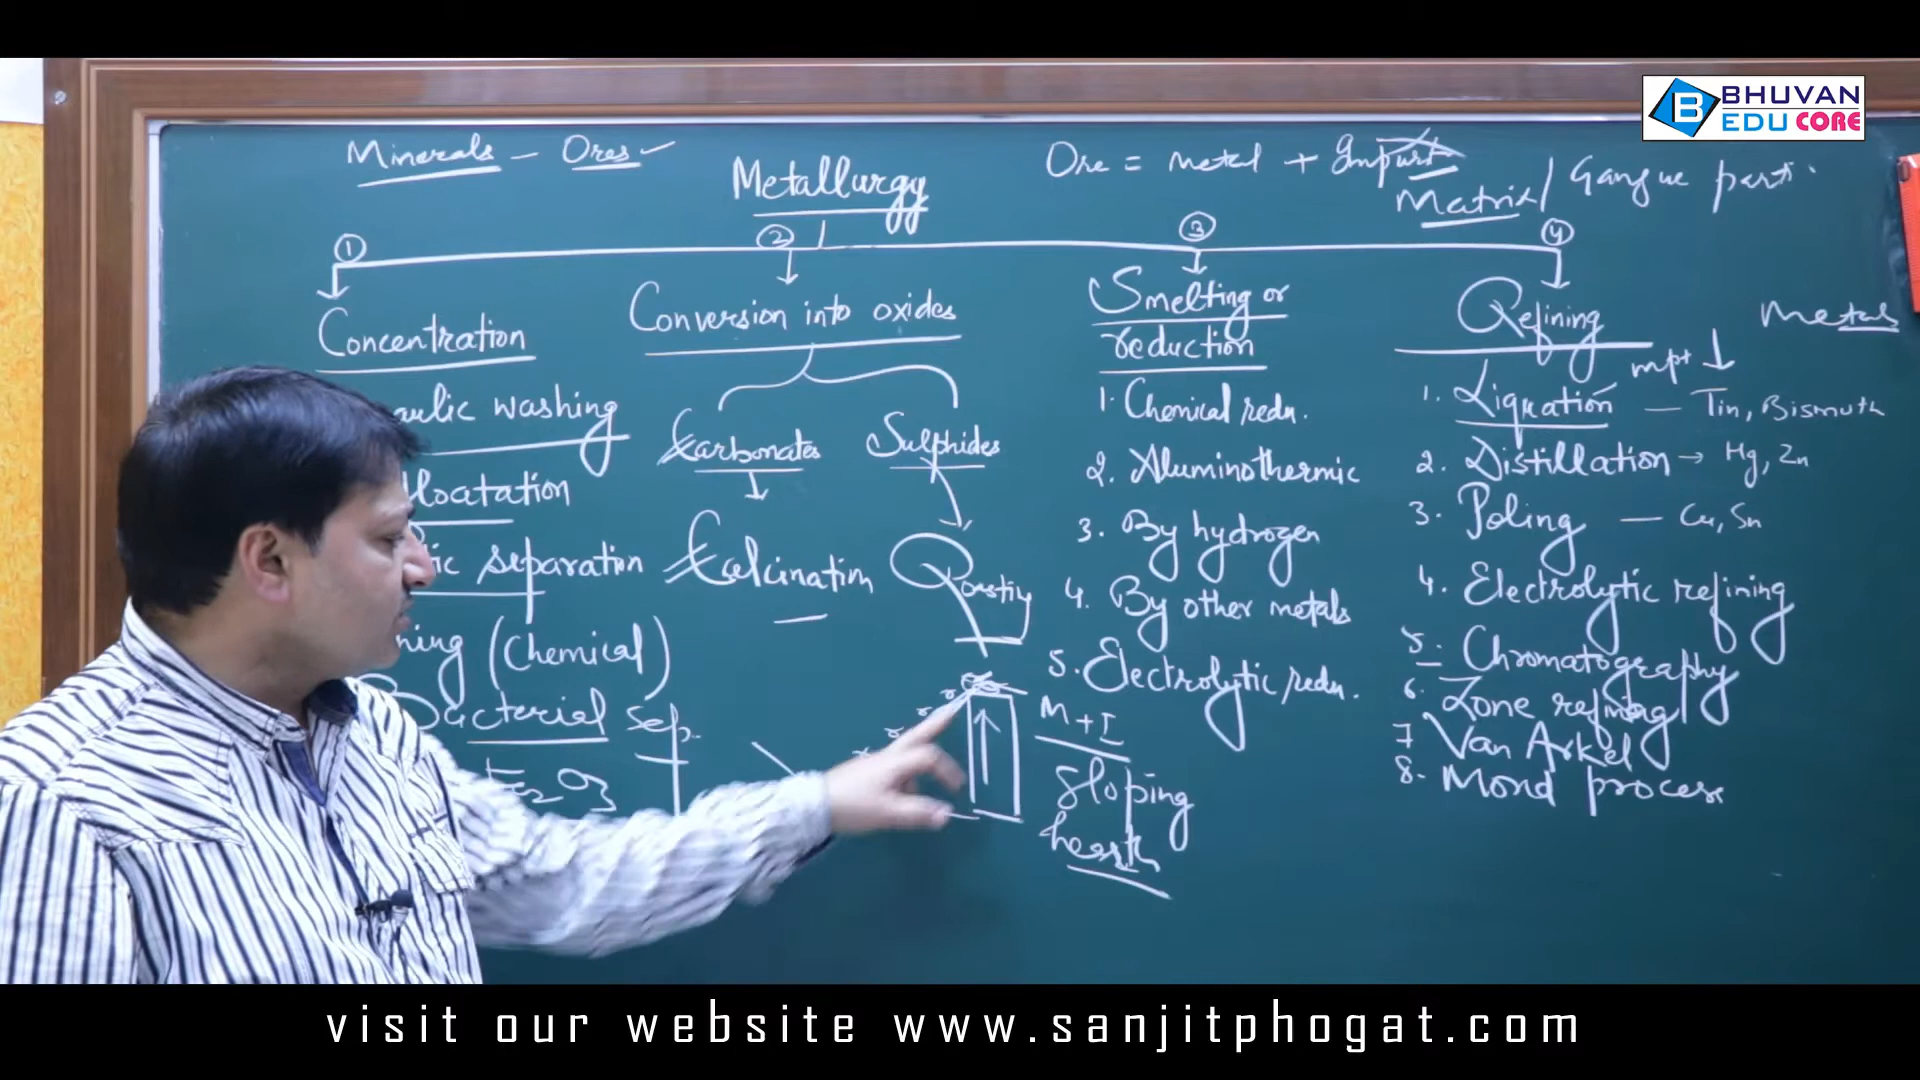 BHUVAN
EDU CORE
Minerals - Ores ✓
Ore = metal + Impuri
Matrix / Gangue parti
Metallurgy
① ② ③ ④
Concentration
aulic washing
loatation
ic separation
ning (Chemical)
Bacterial Sep.
Conversion into oxides
Carbonates
Sulphides
Calcination
Roasting
M + I
Sloping
hearth
Smelting or
reduction
1. Chemical redn.
2. Aluminothermic
3. By hydrogen
4. By other metals
5. Electrolytic redn.
Refining
Metals
mpt ↓
1. Liquation — Tin, Bismuth
2. Distillation → Hg, Zn
3. Poling — Cu, Sn
4. Electrolytic refining
5. Chromatography
6. Zone refining
7 Van Arkel
8. Mond process
visit our website www.sanjitphogat.com